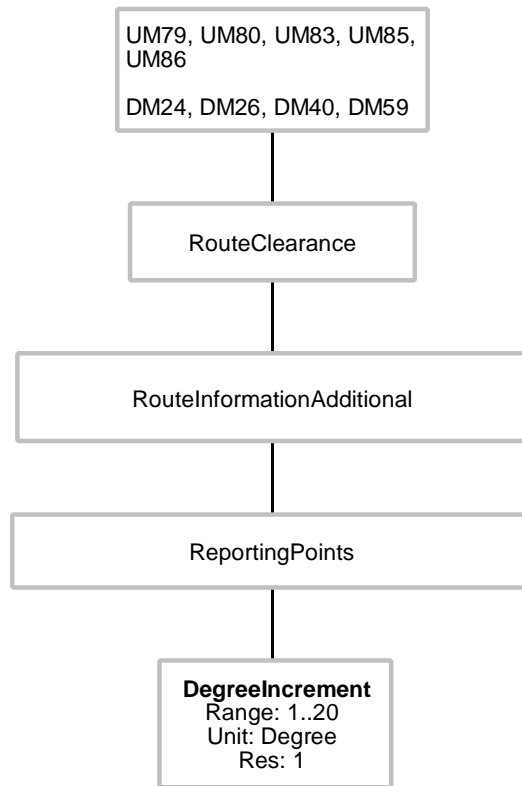 UM79, UM80, UM83, UM85,
UM86
DM24, DM26, DM40, DM59
RouteClearance
RouteInformationAdditional
ReportingPoints
DegreeIncrement
Range: 1..20
Unit: Degree
Res: 1